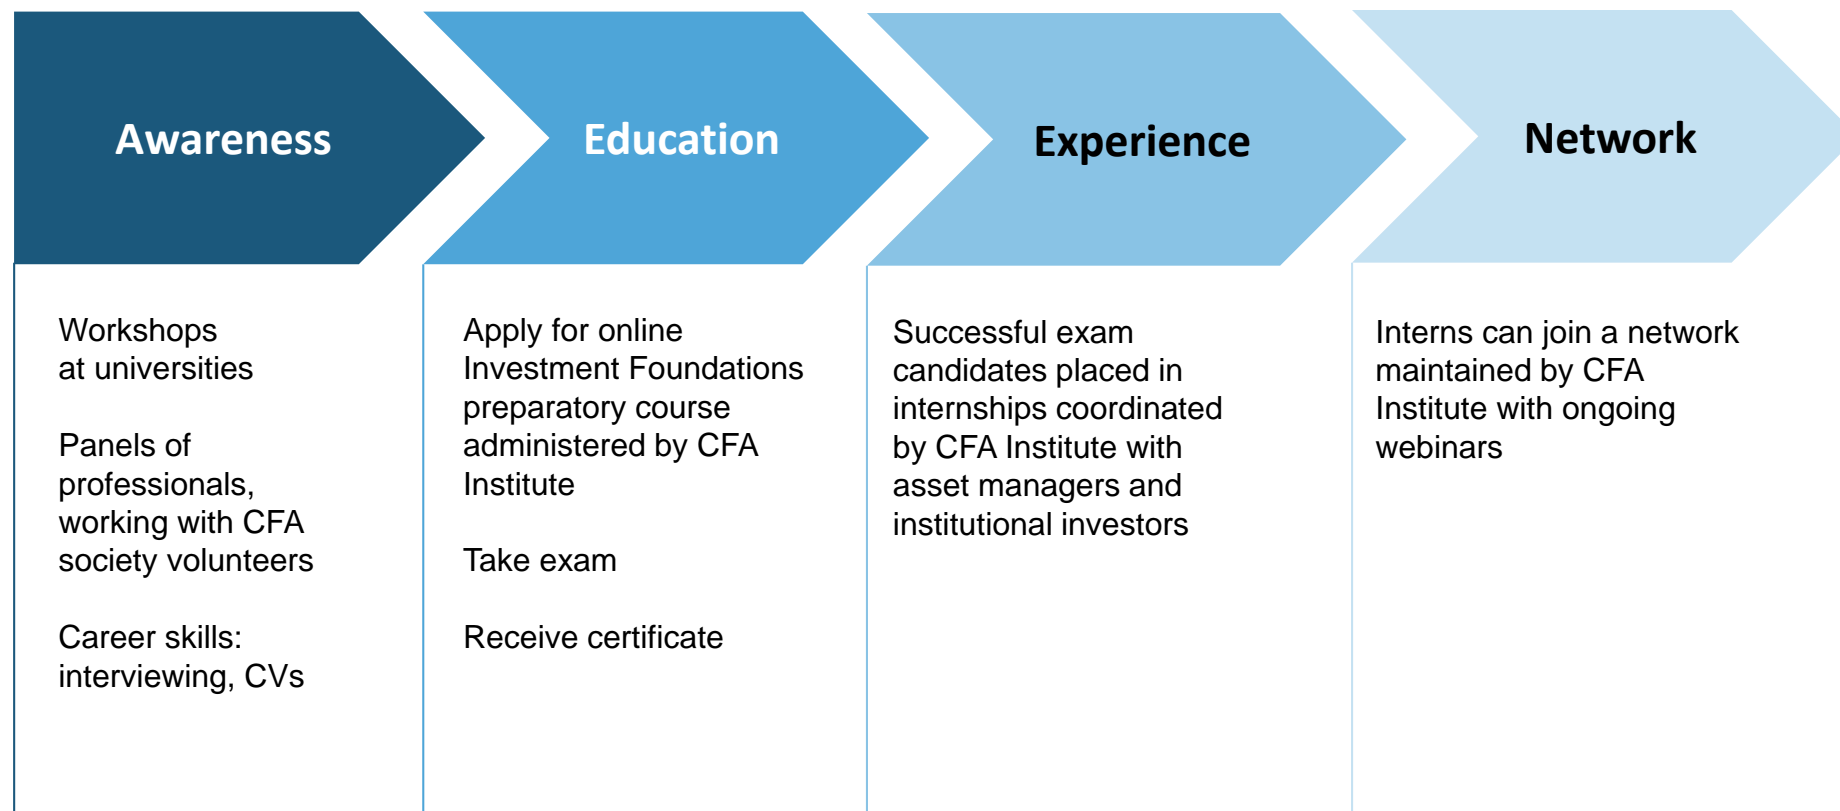 Awareness
Education
Experience
Network
Workshops
at universities
Panels of
professionals,
working with CFA
society volunteers
Career skills:
interviewing, CVs
Apply for online
Investment Foundations
preparatory course
administered by CFA
Institute
Take exam
Receive certificate
Successful exam
candidates placed in
internships coordinated
by CFA Institute with
asset managers and
institutional investors
Interns can join a network
maintained by CFA
Institute with ongoing
webinars